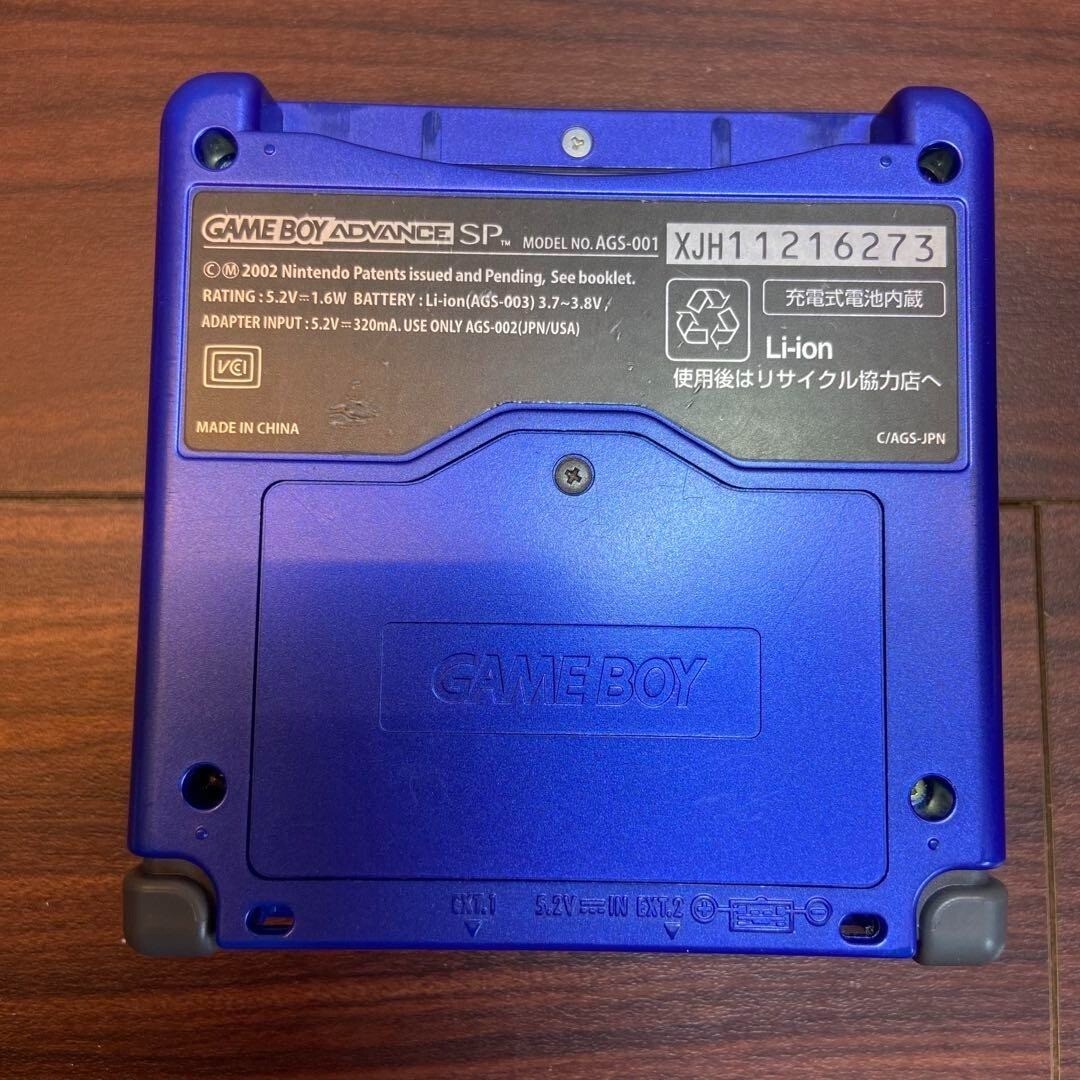 GAME BOY ADVANCE SP™ MODEL NO. AGS-001 XJH11216273
ⒸⓂ 2002 Nintendo Patents issued and Pending, See booklet.
RATING : 5.2V⎓1.6W BATTERY : Li-ion(AGS-003) 3.7~3.8V
ADAPTER INPUT : 5.2V⎓320mA. USE ONLY AGS-002(JPN/USA)
VCI
MADE IN CHINA
充電式電池内蔵
Li-ion
使用後はリサイクル協力店へ
C/AGS-JPN
GAME BOY
EXT.1 5.2V⎓IN EXT.2